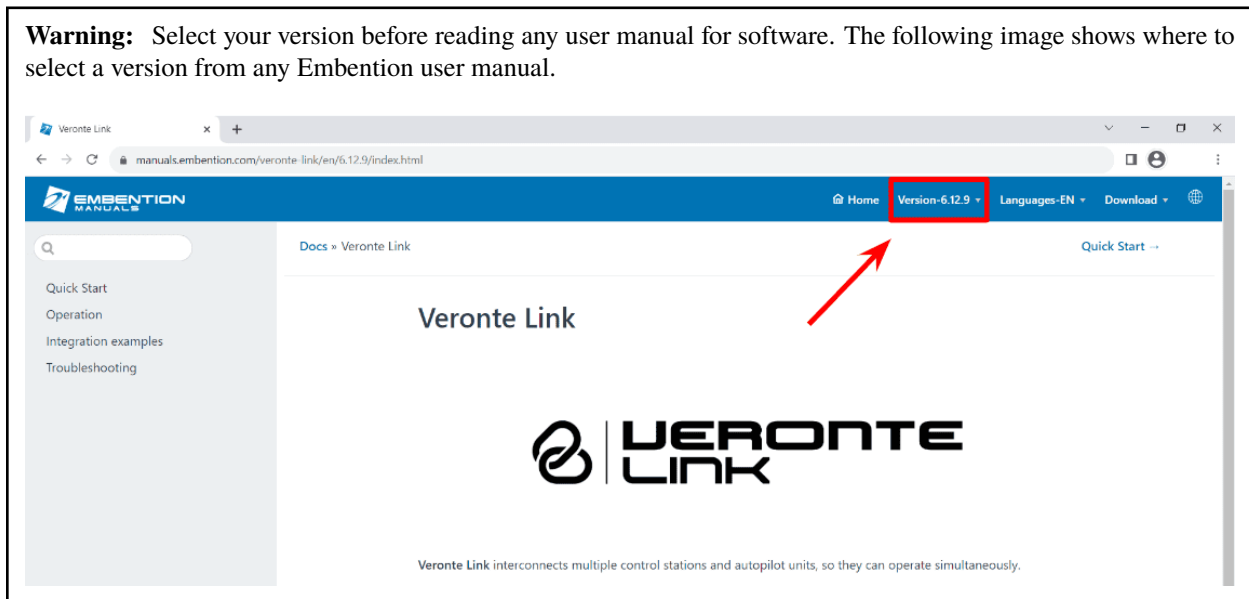 Warning: Select your version before reading any user manual for software. The following image shows where to
select a version from any Embention user manual.
Veronte Link
manuals.embention.com/veronte-link/en/6.12.9/index.html
EMBENTION
MANUALS
Home Version-6.12.9 Languages-EN Download
Docs » Veronte Link
Quick Start →
Quick Start
Operation
Integration examples
Troubleshooting
Veronte Link
VERONTE
LINK
Veronte Link interconnects multiple control stations and autopilot units, so they can operate simultaneously.